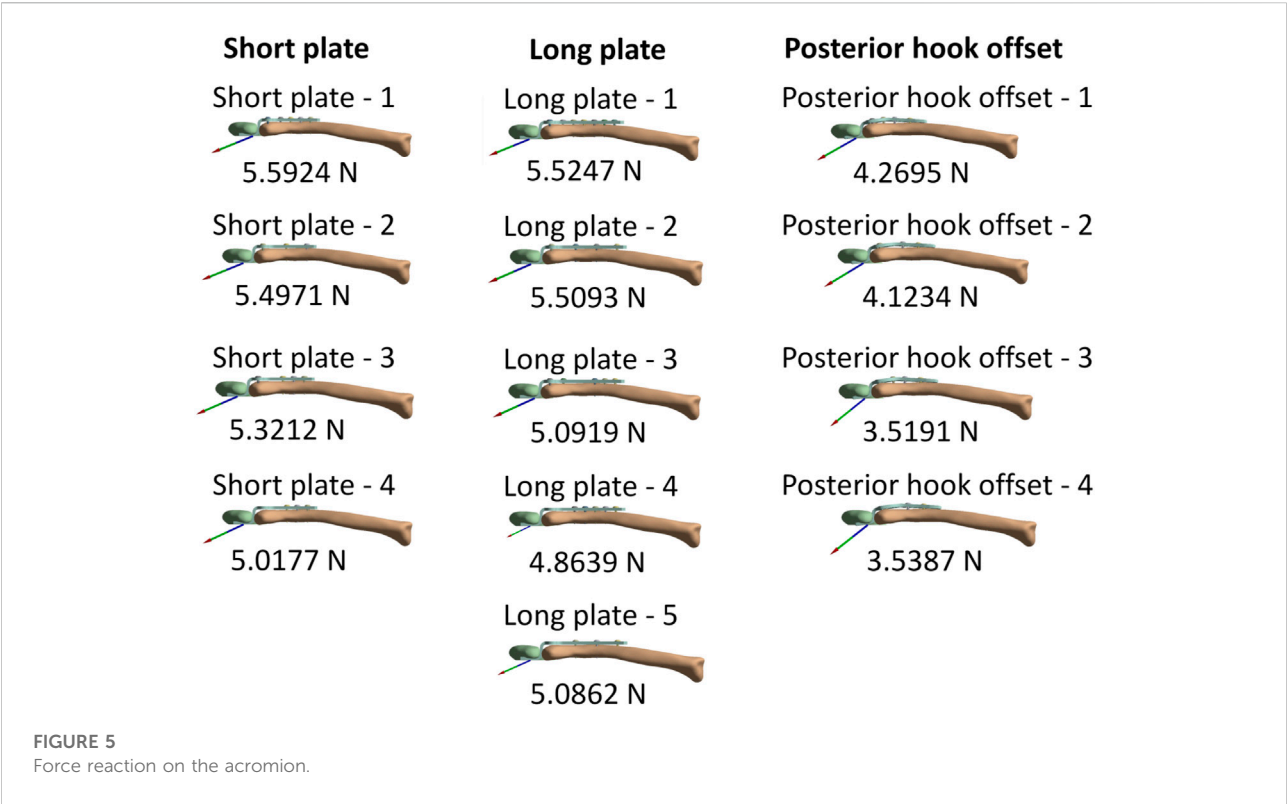 Short plate
Long plate
Posterior hook offset
Short plate - 1
Long plate - 1
Posterior hook offset - 1
5.5924 N
5.5247 N
4.2695 N
Short plate - 2
Long plate - 2
Posterior hook offset - 2
5.4971 N
5.5093 N
4.1234 N
Short plate - 3
Long plate - 3
Posterior hook offset - 3
5.3212 N
5.0919 N
3.5191 N
Short plate - 4
Long plate - 4
Posterior hook offset - 4
5.0177 N
4.8639 N
3.5387 N
Long plate - 5
5.0862 N
FIGURE 5
Force reaction on the acromion.